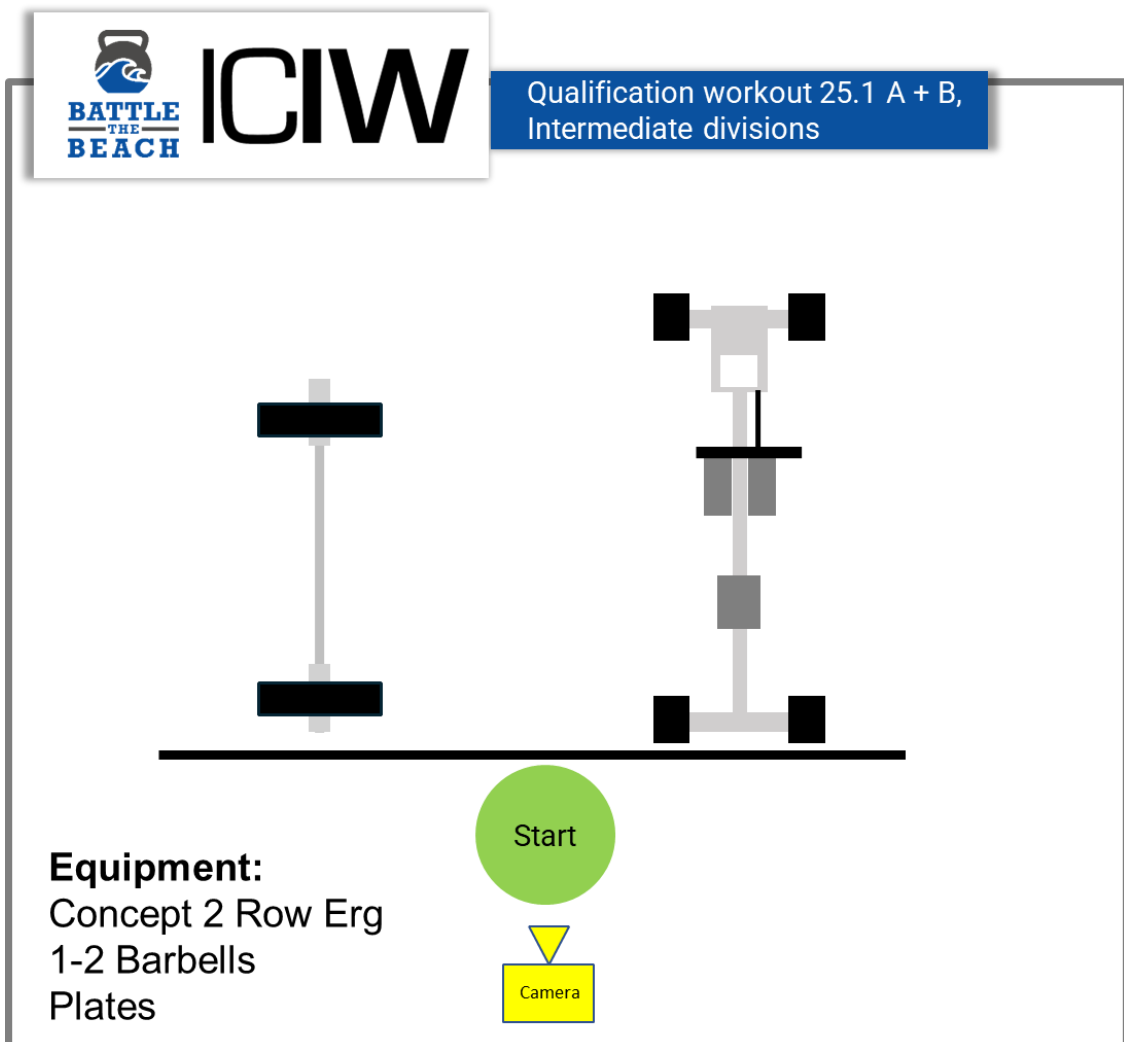 BATTLE
THE
BEACH
ICIW
Qualification workout 25.1 A + B,
Intermediate divisions
Start
Equipment:
Concept 2 Row Erg
1-2 Barbells
Plates
Camera